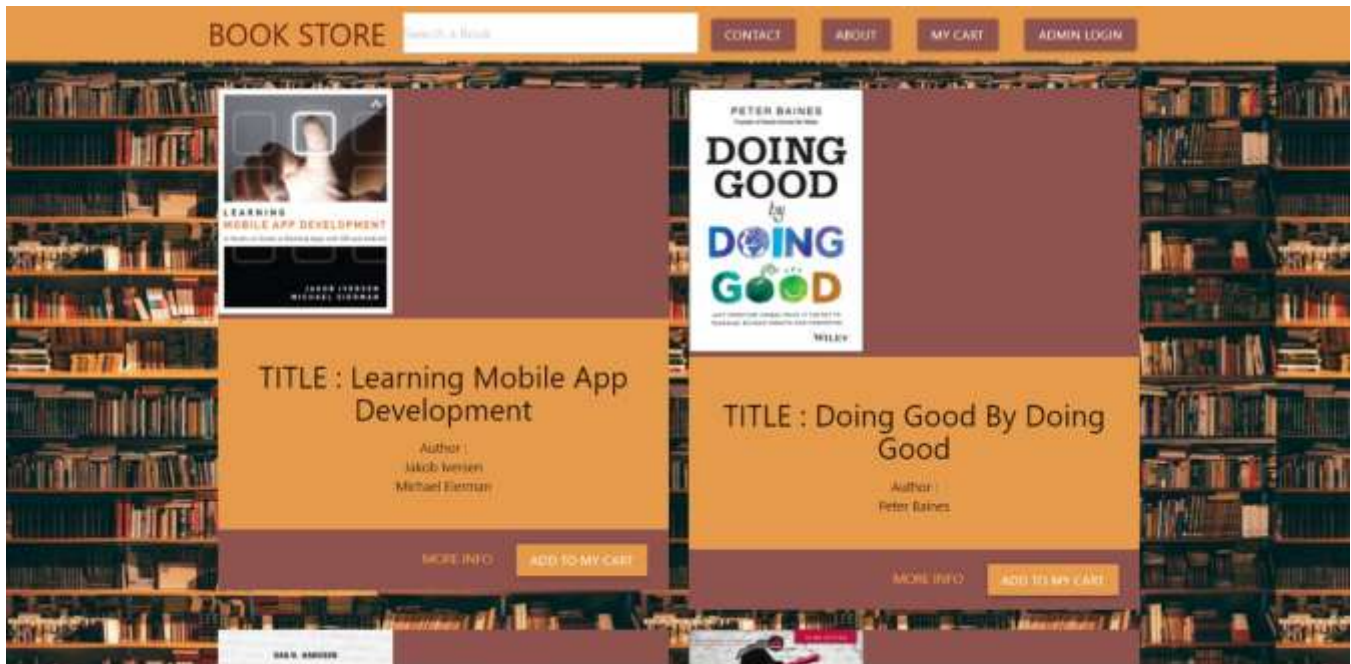 BOOK STORE
Search a Book
CONTACT
ABOUT
MY CART
ADMIN LOGIN
LEARNING
MOBILE APP DEVELOPMENT
JAKOB IVERSEN
MICHAEL EIERMAN
TITLE : Learning Mobile App
Development
Author :
Jakob Iversen
Michael Eierman
MORE INFO
ADD TO MY CART
PETER BAINES
DOING
GOOD
by
DOING
GOOD
WILEY
TITLE : Doing Good By Doing
Good
Author :
Peter Baines
MORE INFO
ADD TO MY CART